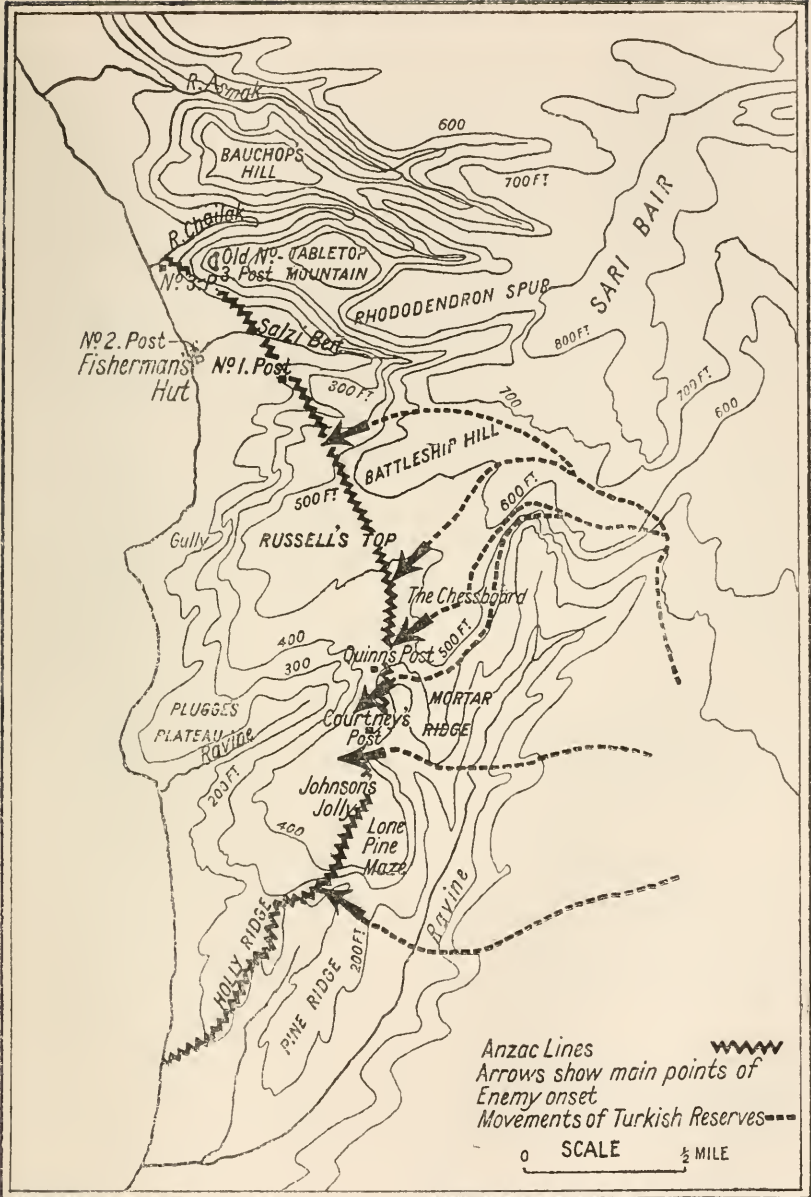 R. Asmak
600
BAUCHOP'S
HILL
700 FT
SARI BAIR
R. Chailak
Old Nº
3 Post
TABLETOP
MOUNTAIN
Nº 3. P.
RHODODENDRON SPUR
Salzi Beit
800 FT
Nº 2. Post
Fisherman's
Hut
Nº 1. Post
300 FT
700
700 FT
600
BATTLESHIP HILL
500 FT
600 FT
Gully
RUSSELL'S TOP
The Chessboard
400
500 FT
Quinns Post
300
MORTAR
RIDGE
PLUGGES
PLATEAU
Ravine
Courtney's
Post
200 FT
Johnsons
Jolly
400
Lone
Pine
Maze
Ravine
200 FT
HOLLY RIDGE
PINE RIDGE
Anzac Lines
Arrows show main points of
Enemy onset
Movements of Turkish Reserves
0 SCALE ½ MILE